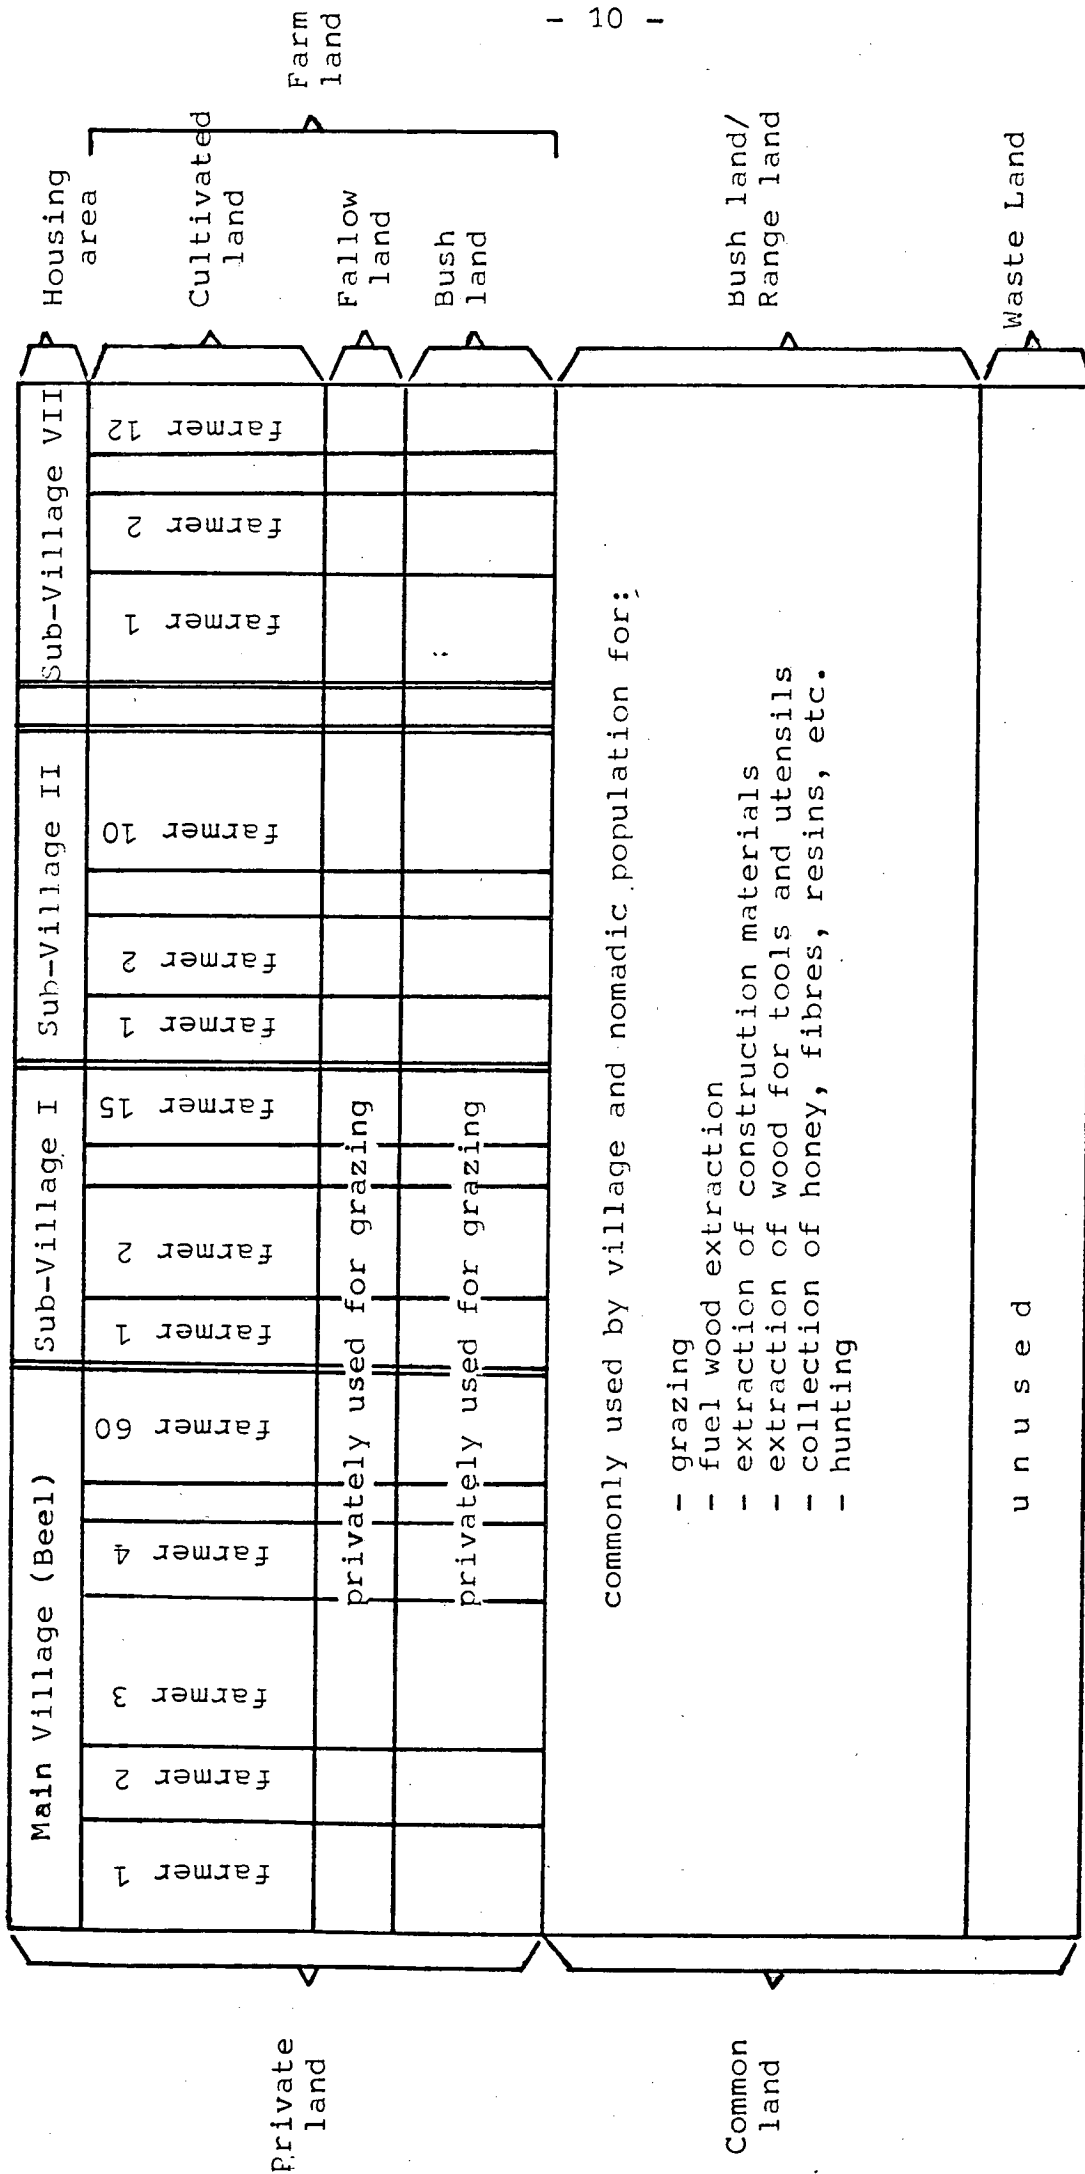 - 10 -
Farm
land
Housing
area
Cultivated
land
Fallow
land
Bush
land
Bush land/
Range land
Waste Land
Private
land
Common
land
Main Village (Beel)
Sub-Village I
Sub-Village II
Sub-Village VII
farmer 1
farmer 2
farmer 3
farmer 4
farmer 60
farmer 1
farmer 2
farmer 15
farmer 1
farmer 2
farmer 10
farmer 1
farmer 2
farmer 12
privately used for grazing
privately used for grazing
commonly used by village and nomadic population for:
- grazing
- fuel wood extraction
- extraction of construction materials
- extraction of wood for tools and utensils
- collection of honey, fibres, resins, etc.
- hunting
u n u s e d